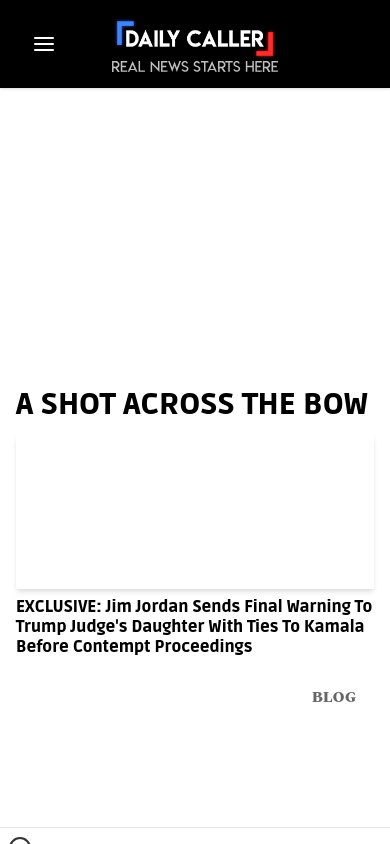 DAILY CALLER
REAL NEWS STARTS HERE
A SHOT ACROSS THE BOW
EXCLUSIVE: Jim Jordan Sends Final Warning To
Trump Judge's Daughter With Ties To Kamala
Before Contempt Proceedings
BLOG